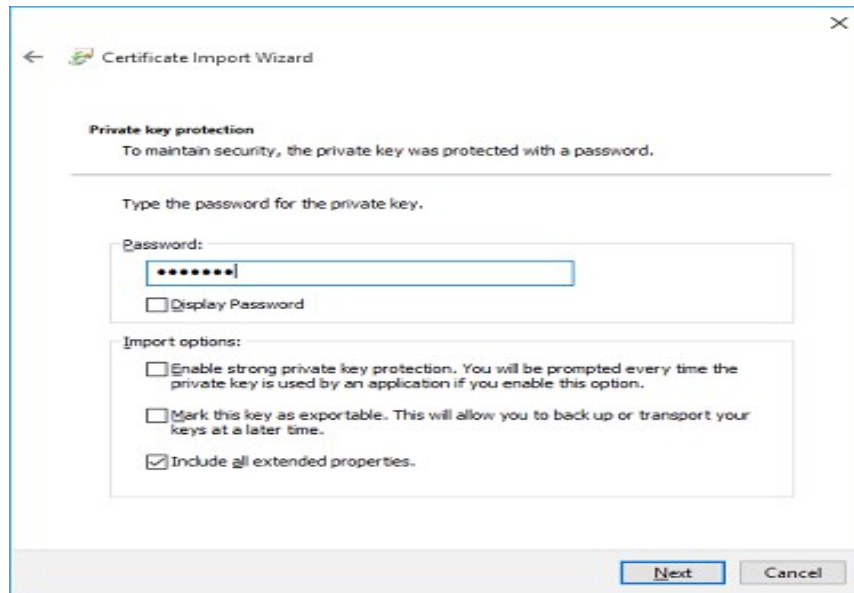 Certificate Import Wizard
Private key protection
To maintain security, the private key was protected with a password.
Type the password for the private key.
Password:
•••••••
Display Password
Import options:
Enable strong private key protection. You will be prompted every time the
private key is used by an application if you enable this option.
Mark this key as exportable. This will allow you to back up or transport your
keys at a later time.
Include all extended properties.
Next Cancel